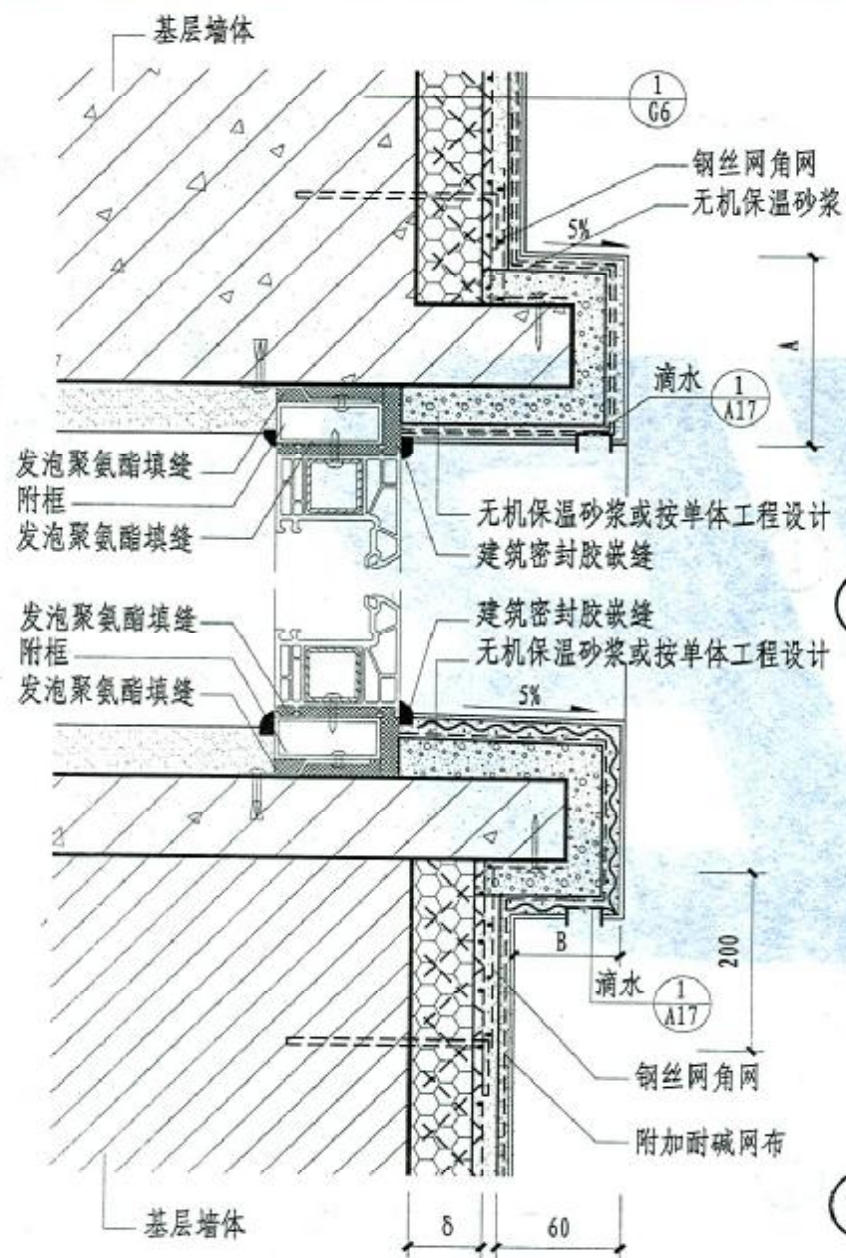 基层墙体
1
G6
钢丝网角网
无机保温砂浆
5%
A
滴水
1
A17
发泡聚氨酯填缝
附框
发泡聚氨酯填缝
无机保温砂浆或按单体工程设计
建筑密封胶嵌缝
发泡聚氨酯填缝
附框
发泡聚氨酯填缝
建筑密封胶嵌缝
无机保温砂浆或按单体工程设计
5%
B
200
滴水
1
A17
钢丝网角网
附加耐碱网布
基层墙体
δ
60